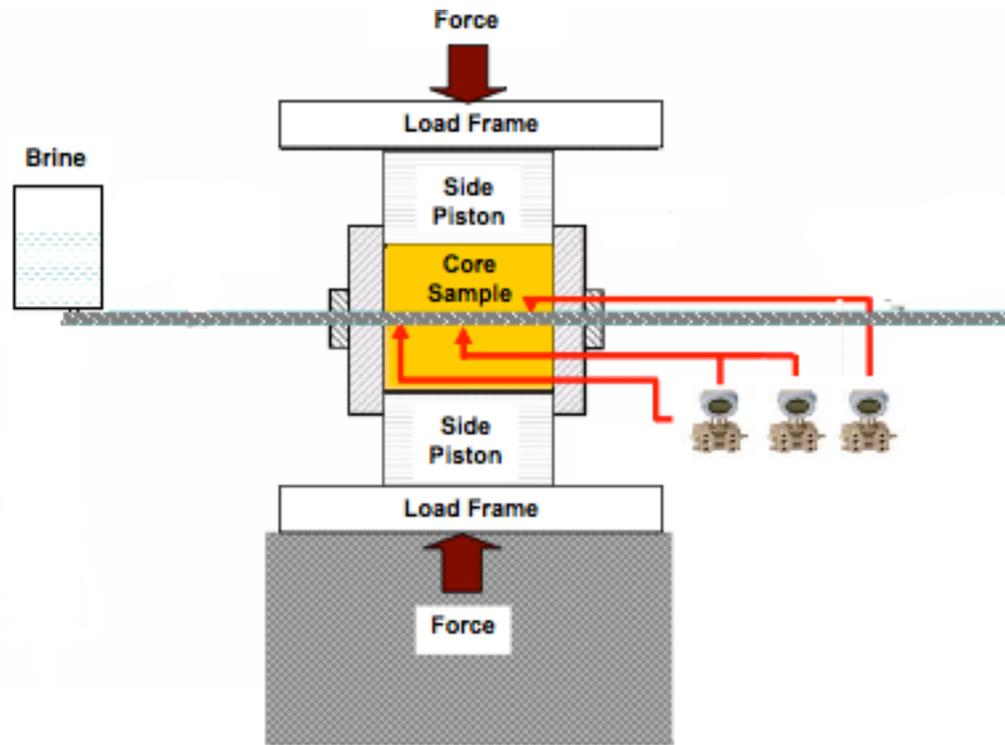 Force
Load Frame
Brine
Side
Piston
Core
Sample
Side
Piston
Load Frame
Force